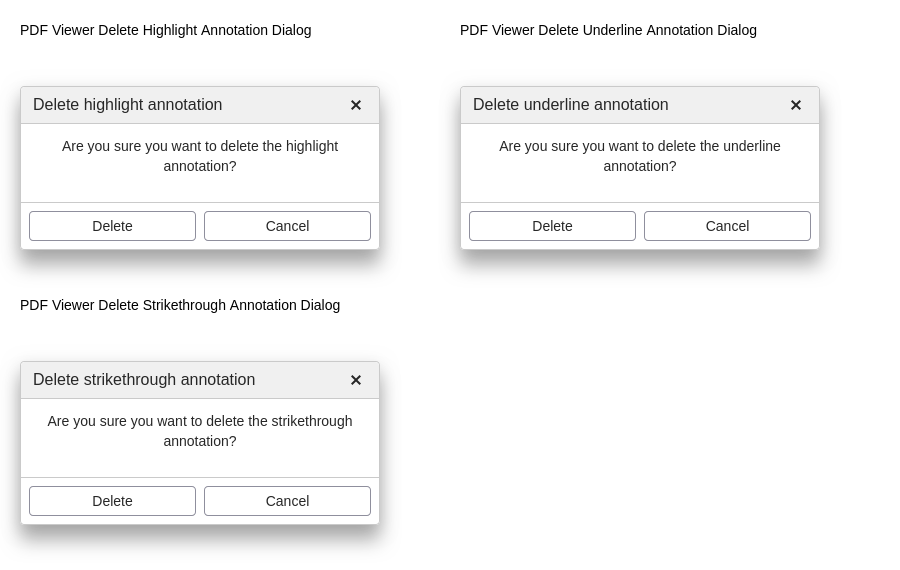 PDF Viewer Delete Highlight Annotation Dialog
Delete highlight annotation ✕
Are you sure you want to delete the highlight
annotation?
Delete Cancel
PDF Viewer Delete Underline Annotation Dialog
Delete underline annotation ✕
Are you sure you want to delete the underline
annotation?
Delete Cancel
PDF Viewer Delete Strikethrough Annotation Dialog
Delete strikethrough annotation ✕
Are you sure you want to delete the strikethrough
annotation?
Delete Cancel